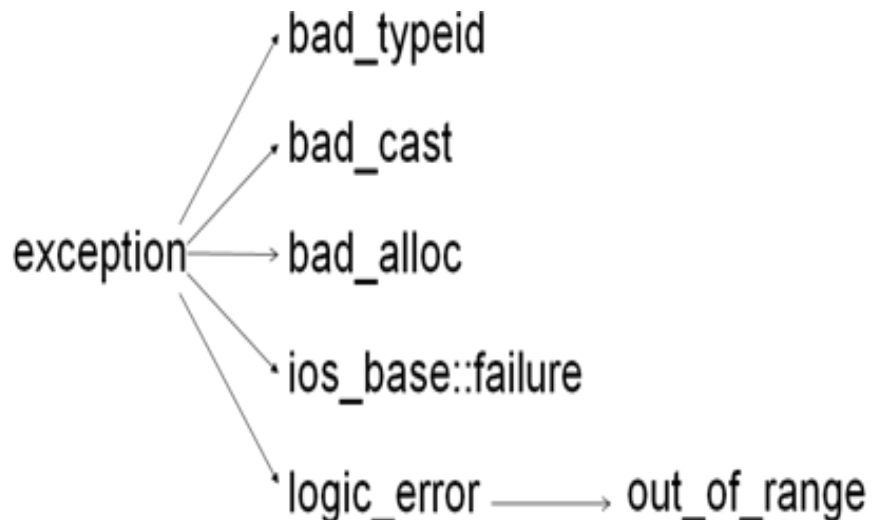 bad_typeid
bad_cast
exception
bad_alloc
ios_base::failure
logic_error
out_of_range